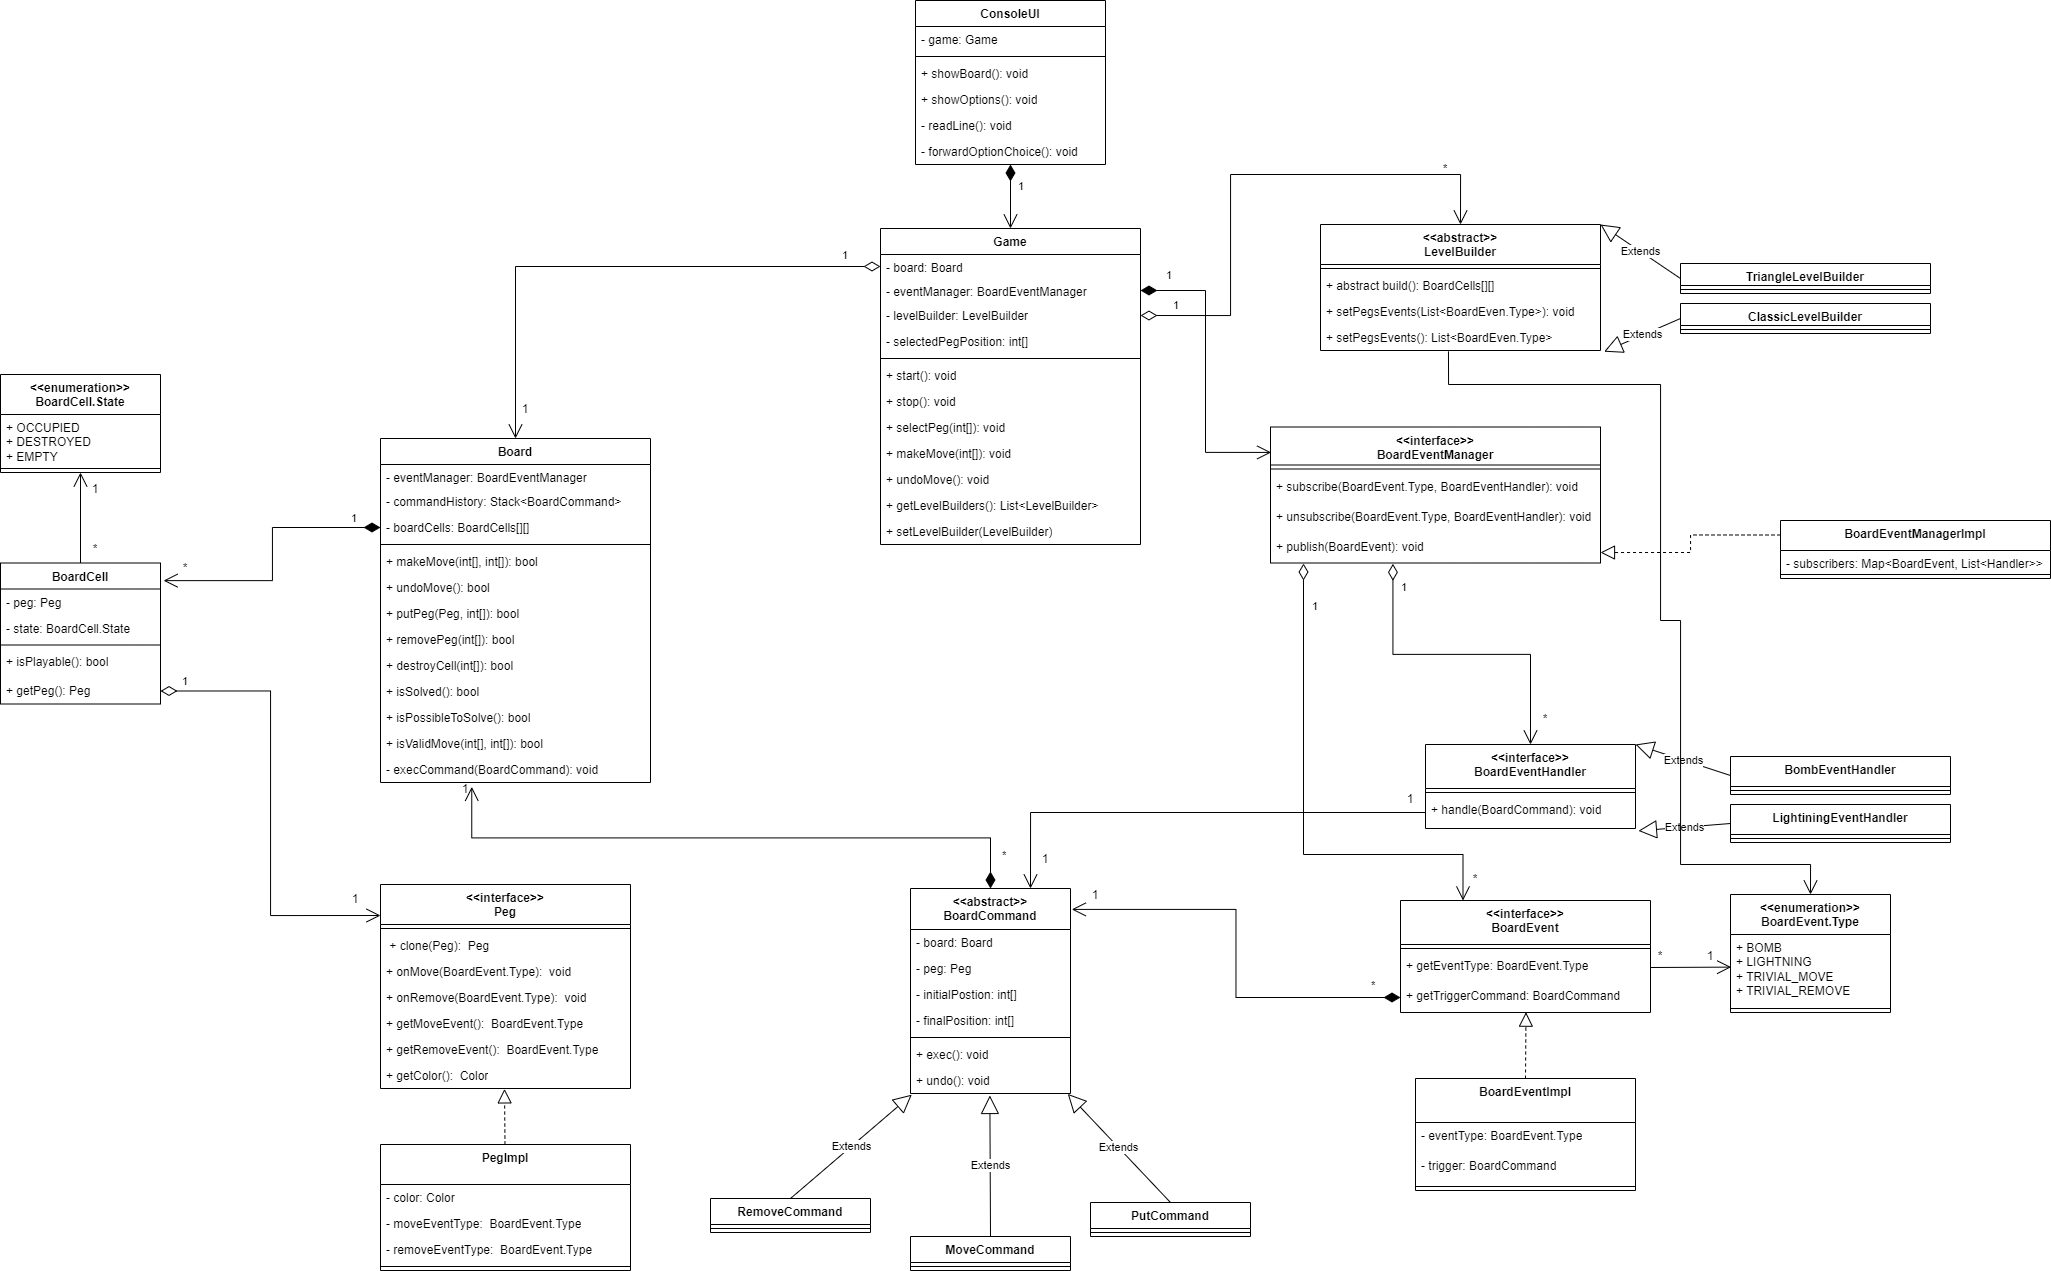 ConsoleUI
- game: Game
+ showBoard(): void
+ showOptions(): void
- readLine(): void
- forwardOptionChoice(): void
1
Game
- board: Board
- eventManager: BoardEventManager
- levelBuilder: LevelBuilder
- selectedPegPosition: int[]
+ start(): void
+ stop(): void
+ selectPeg(int[]): void
+ makeMove(int[]): void
+ undoMove(): void
+ getLevelBuilders(): List<LevelBuilder>
+ setLevelBuilder(LevelBuilder)
1
1
1
1
*
<<abstract>>
LevelBuilder
+ abstract build(): BoardCells[][]
+ setPegsEvents(List<BoardEven.Type>): void
+ setPegsEvents(): List<BoardEven.Type>
Extends
TriangleLevelBuilder
Extends
ClassicLevelBuilder
<<enumeration>>
BoardCell.State
+ OCCUPIED
+ DESTROYED
+ EMPTY
1
*
BoardCell
- peg: Peg
- state: BoardCell.State
+ isPlayable(): bool
+ getPeg(): Peg
1
*
1
1
Board
- eventManager: BoardEventManager
- commandHistory: Stack<BoardCommand>
- boardCells: BoardCells[][]
+ makeMove(int[], int[]): bool
+ undoMove(): bool
+ putPeg(Peg, int[]): bool
+ removePeg(int[]): bool
+ destroyCell(int[]): bool
+ isSolved(): bool
+ isPossibleToSolve(): bool
+ isValidMove(int[], int[]): bool
- execCommand(BoardCommand): void
1
*
<<interface>>
BoardEventManager
+ subscribe(BoardEvent.Type, BoardEventHandler): void
+ unsubscribe(BoardEvent.Type, BoardEventHandler): void
+ publish(BoardEvent): void
BoardEventManagerImpl
- subscribers: Map<BoardEvent, List<Handler>>
1
1
*
*
<<interface>>
BoardEventHandler
+ handle(BoardCommand): void
Extends
BombEventHandler
Extends
LightiningEventHandler
1
1
<<interface>>
Peg
+ clone(Peg):  Peg
+ onMove(BoardEvent.Type):  void
+ onRemove(BoardEvent.Type):  void
+ getMoveEvent():  BoardEvent.Type
+ getRemoveEvent():  BoardEvent.Type
+ getColor():  Color
PegImpl
- color: Color
- moveEventType:  BoardEvent.Type
- removeEventType:  BoardEvent.Type
<<abstract>>
BoardCommand
- board: Board
- peg: Peg
- initialPostion: int[]
- finalPosition: int[]
+ exec(): void
+ undo(): void
1
*
Extends
Extends
Extends
RemoveCommand
MoveCommand
PutCommand
<<interface>>
BoardEvent
+ getEventType: BoardEvent.Type
+ getTriggerCommand: BoardCommand
*
1
<<enumeration>>
BoardEvent.Type
+ BOMB
+ LIGHTNING
+ TRIVIAL_MOVE
+ TRIVIAL_REMOVE
BoardEventImpl
- eventType: BoardEvent.Type
- trigger: BoardCommand